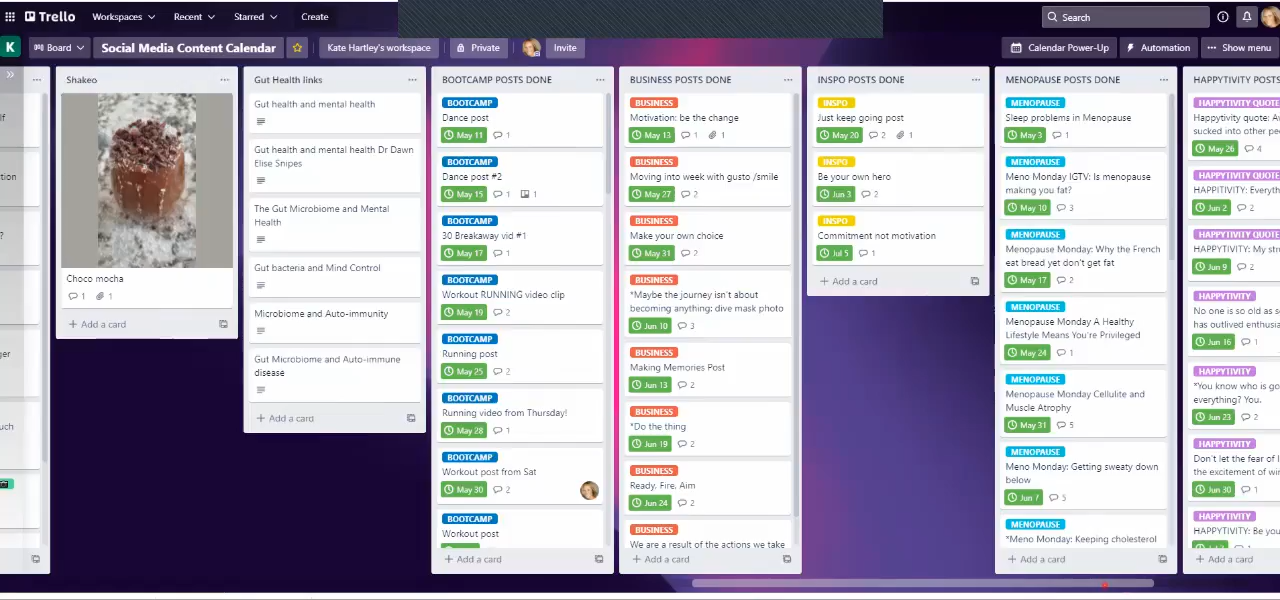 Trello
Workspaces
Recent
Starred
Create
Search
K
Board
Social Media Content Calendar
Kate Hartley's workspace
Private
Invite
Calendar Power-Up
Automation
Show menu
Shakeo
Choco mocha
1 1
+ Add a card
Gut Health links
Gut health and mental health
Gut health and mental health Dr Dawn
Elise Snipes
The Gut Microbiome and Mental
Health
Gut bacteria and Mind Control
Microbiome and Auto-immunity
Gut Microbiome and Auto-immune
disease
+ Add a card
BOOTCAMP POSTS DONE
BOOTCAMP
Dance post
May 11 1
BOOTCAMP
Dance post #2
May 15 1 1
BOOTCAMP
30 Breakaway vid #1
May 17 1
BOOTCAMP
Workout RUNNING video clip
May 19 2
BOOTCAMP
Running post
May 25 2
BOOTCAMP
Running video from Thursday!
May 28 1
BOOTCAMP
Workout post from Sat
May 30 2
BOOTCAMP
Workout post
+ Add a card
BUSINESS POSTS DONE
BUSINESS
Motivation: be the change
May 13 1 1
BUSINESS
Moving into week with gusto /smile
May 27 2
BUSINESS
Make your own choice
May 31 2
BUSINESS
*Maybe the journey isn't about
becoming anything: dive mask photo
Jun 10 3
BUSINESS
Making Memories Post
Jun 13 2
BUSINESS
*Do the thing
Jun 19 2
BUSINESS
Ready, Fire, Aim
Jun 24 2
BUSINESS
We are a result of the actions we take
+ Add a card
INSPO POSTS DONE
INSPO
Just keep going post
May 20 2 1
INSPO
Be your own hero
Jun 3 2
INSPO
Commitment not motivation
Jul 5 1
+ Add a card
MENOPAUSE POSTS DONE
MENOPAUSE
Sleep problems in Menopause
May 3 1
MENOPAUSE
Meno Monday IGTV: Is menopause
making you fat?
May 10 3
MENOPAUSE
Menopause Monday: Why the French
eat bread yet don't get fat
May 17 2
MENOPAUSE
Menopause Monday A Healthy
Lifestyle Means You're Privileged
May 24 1
MENOPAUSE
Menopause Monday Cellulite and
Muscle Atrophy
May 31 5
MENOPAUSE
Meno Monday: Getting sweaty down
below
Jun 7 5
MENOPAUSE
*Meno Monday: Keeping cholesterol
+ Add a card
HAPPYTIVITY POSTS
HAPPYTIVITY QUOTE
Happytivity quote:
sucked into other
May 26 4
HAPPYTIVITY QUOTE
HAPPITIVITY:
Jun 2 2
HAPPYTIVITY QUOTE
HAPPYTIVITY: My
Jun 9 2
HAPPYTIVITY
No one is so old as
has outlived
Jun 16 1
HAPPYTIVITY
*You know who is
everything? You.
Jun 23 2
HAPPYTIVITY
Don't let the fear of
the excitement of
Jun 30 1
HAPPYTIVITY
HAPPYTIVITY: Be
+ Add a card